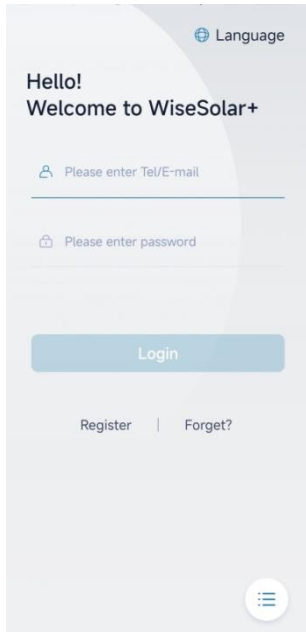 Language
Hello!
Welcome to WiseSolar+
Please enter Tel/E-mail
Please enter password
Login
Register | Forget?